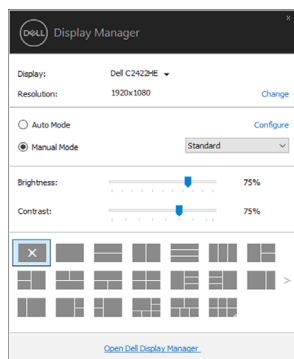 x
DELL Display Manager
Display: Dell C2422HE
Resolution: 1920x1080 Change
Auto Mode Configure
Manual Mode Standard
Brightness: 75%
Contrast: 75%
Open Dell Display Manager